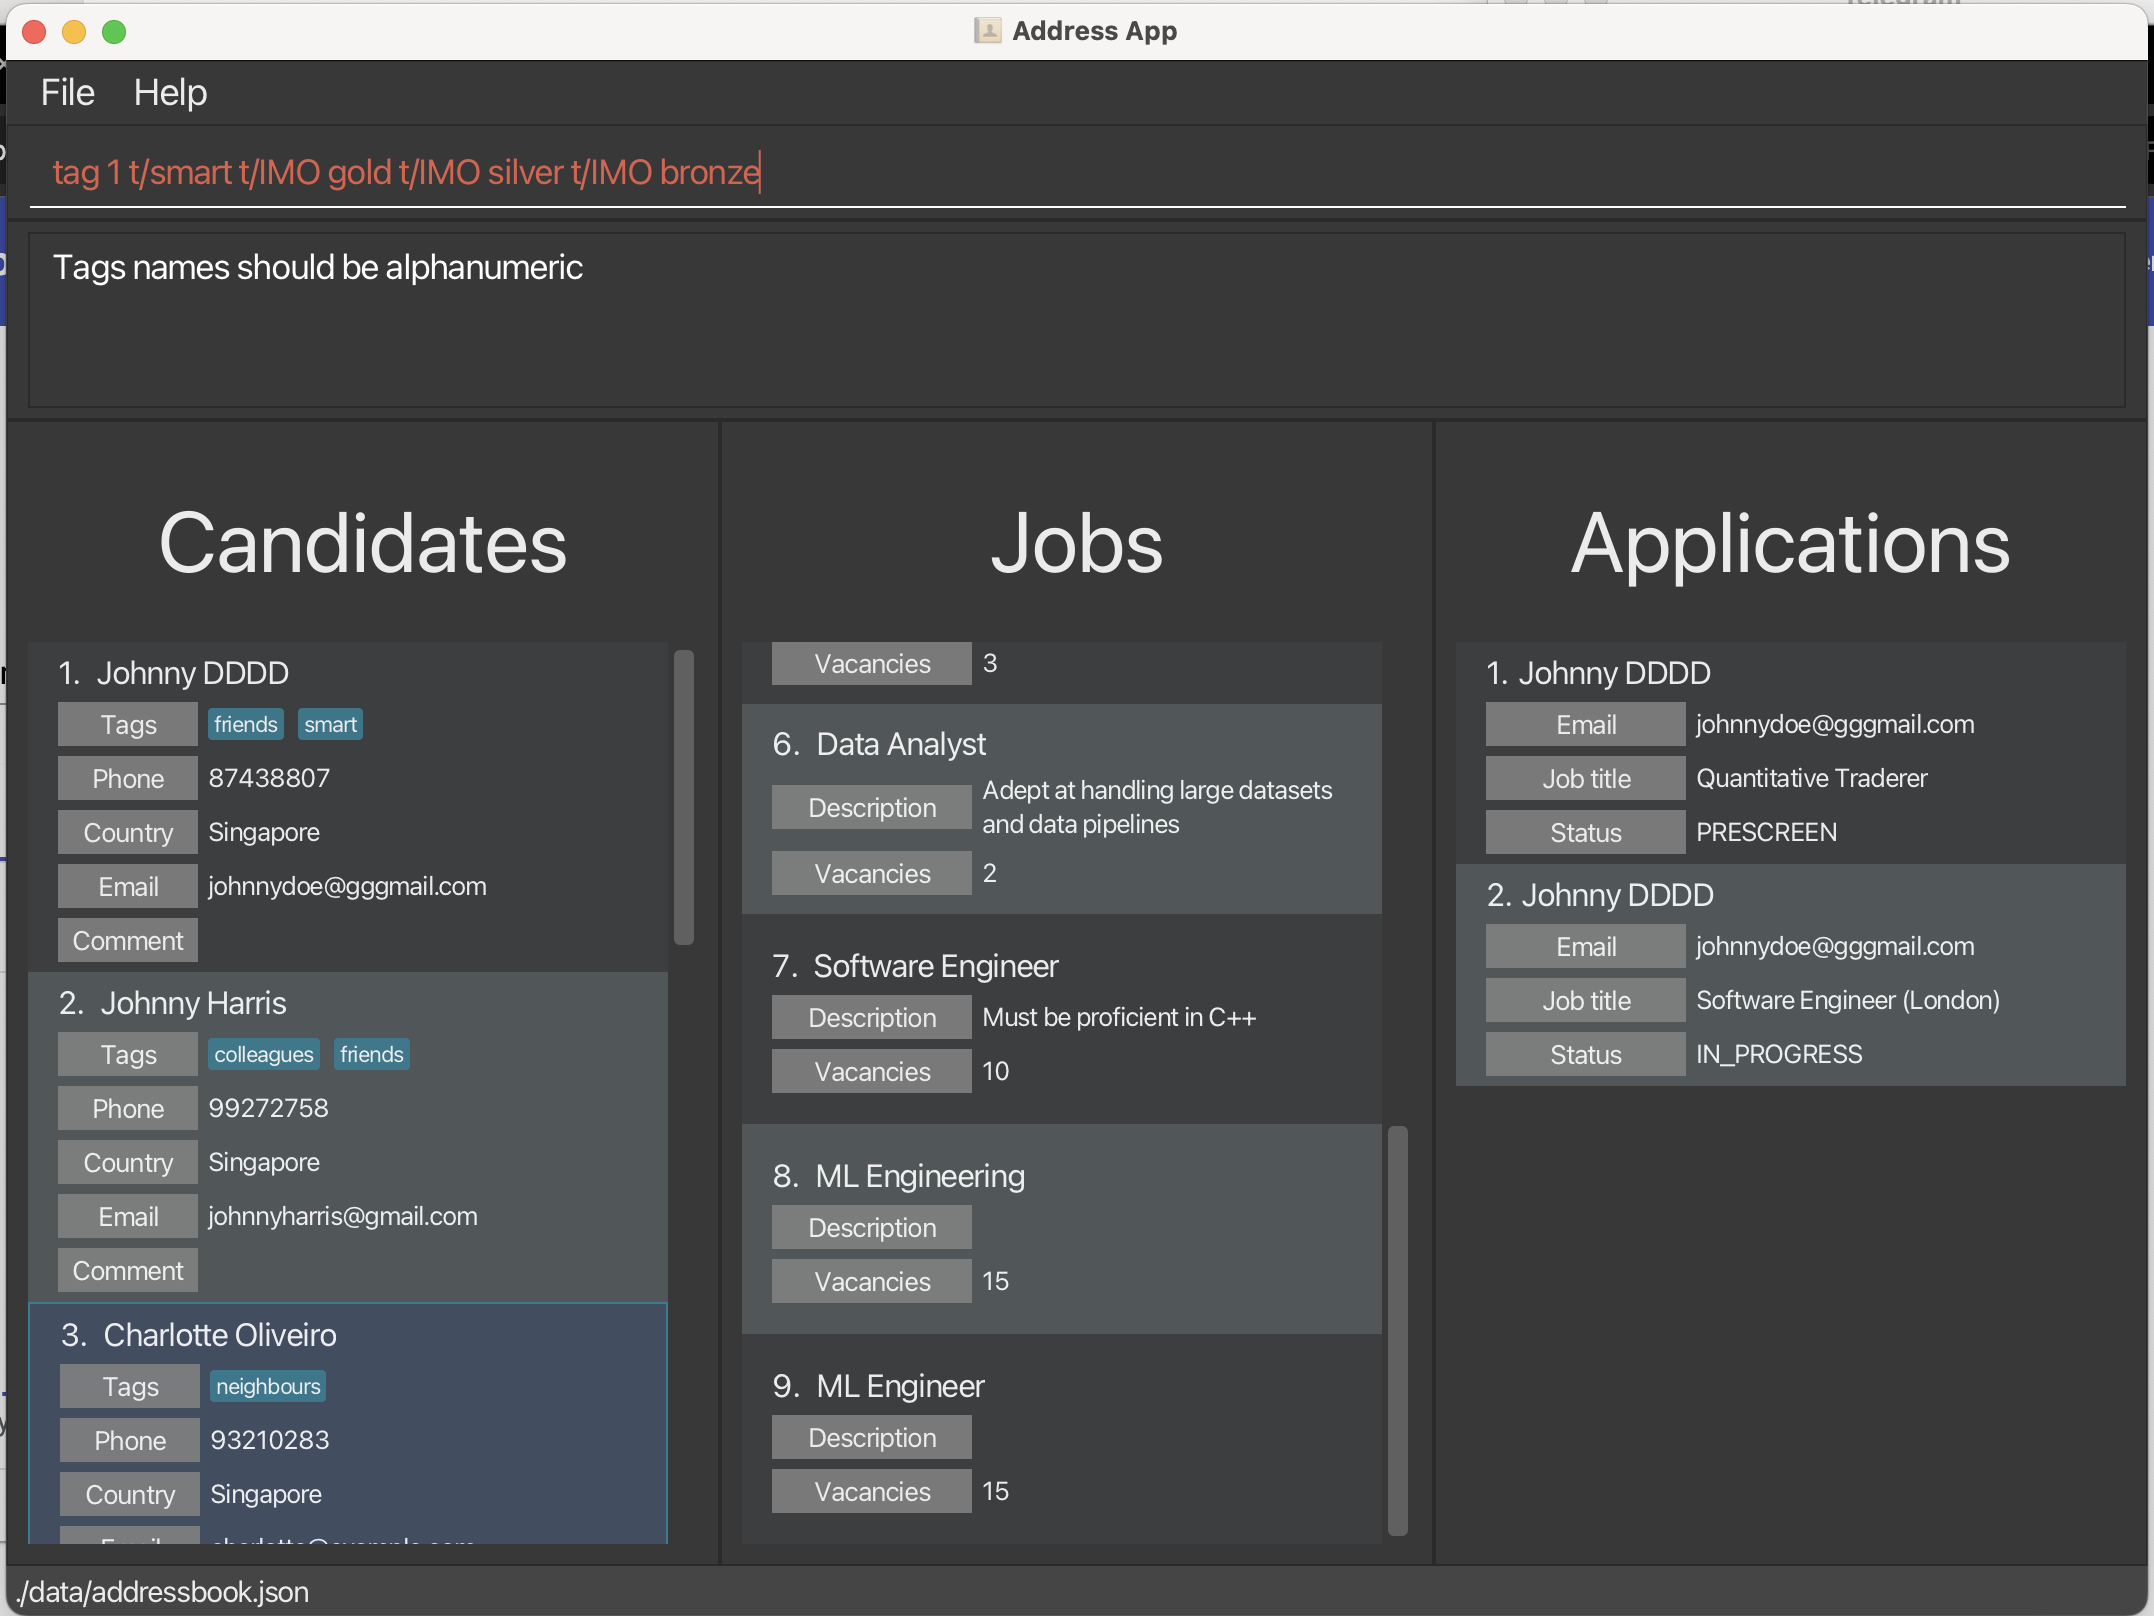 Address App
File Help
tag 1 t/smart t/IMO gold t/IMO silver t/IMO bronze
Tags names should be alphanumeric
Candidates
1. Johnny DDDD
Tags friends smart
Phone 87438807
Country Singapore
Email johnnydoe@gggmail.com
Comment
2. Johnny Harris
Tags colleagues friends
Phone 99272758
Country Singapore
Email johnnyharris@gmail.com
Comment
3. Charlotte Oliveiro
Tags neighbours
Phone 93210283
Country Singapore
Email charlotte@example.com
Jobs
Vacancies 3
6. Data Analyst
Description Adept at handling large datasets
and data pipelines
Vacancies 2
7. Software Engineer
Description Must be proficient in C++
Vacancies 10
8. ML Engineering
Description
Vacancies 15
9. ML Engineer
Description
Vacancies 15
Applications
1. Johnny DDDD
Email johnnydoe@gggmail.com
Job title Quantitative Traderer
Status PRESCREEN
2. Johnny DDDD
Email johnnydoe@gggmail.com
Job title Software Engineer (London)
Status IN_PROGRESS
./data/addressbook.json